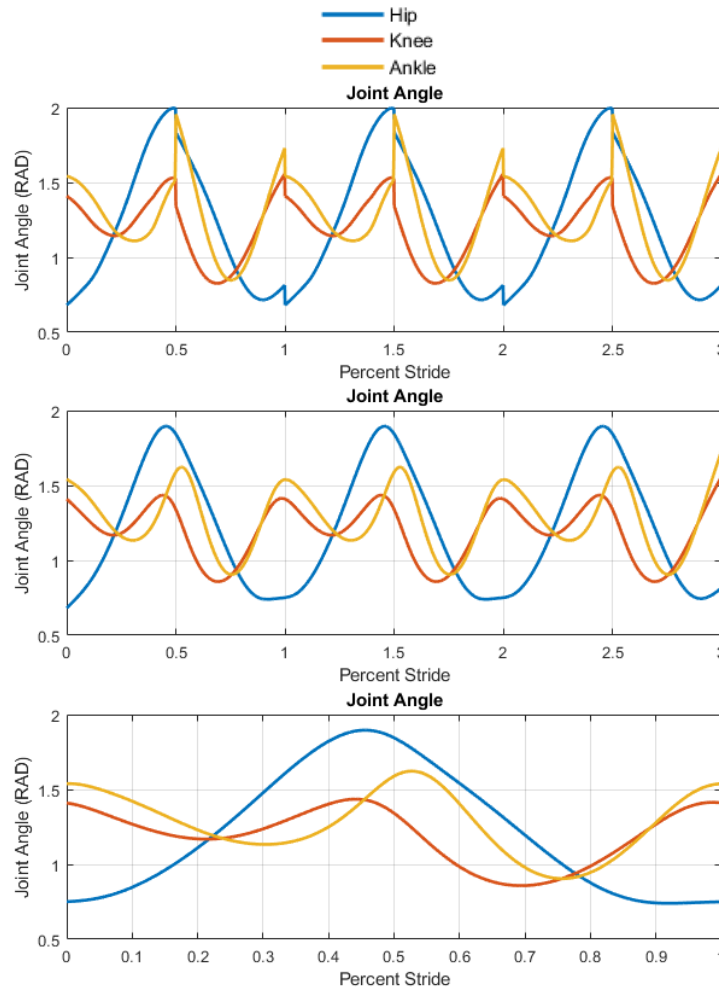 Hip
Knee
Ankle
Joint Angle
2
1.5
1
0.5
Joint Angle (RAD)
0 0.5 1 1.5 2 2.5 3
Percent Stride
Joint Angle
2
1.5
1
0.5
Joint Angle (RAD)
0 0.5 1 1.5 2 2.5 3
Percent Stride
Joint Angle
2
1.5
1
0.5
Joint Angle (RAD)
0 0.1 0.2 0.3 0.4 0.5 0.6 0.7 0.8 0.9 1
Percent Stride